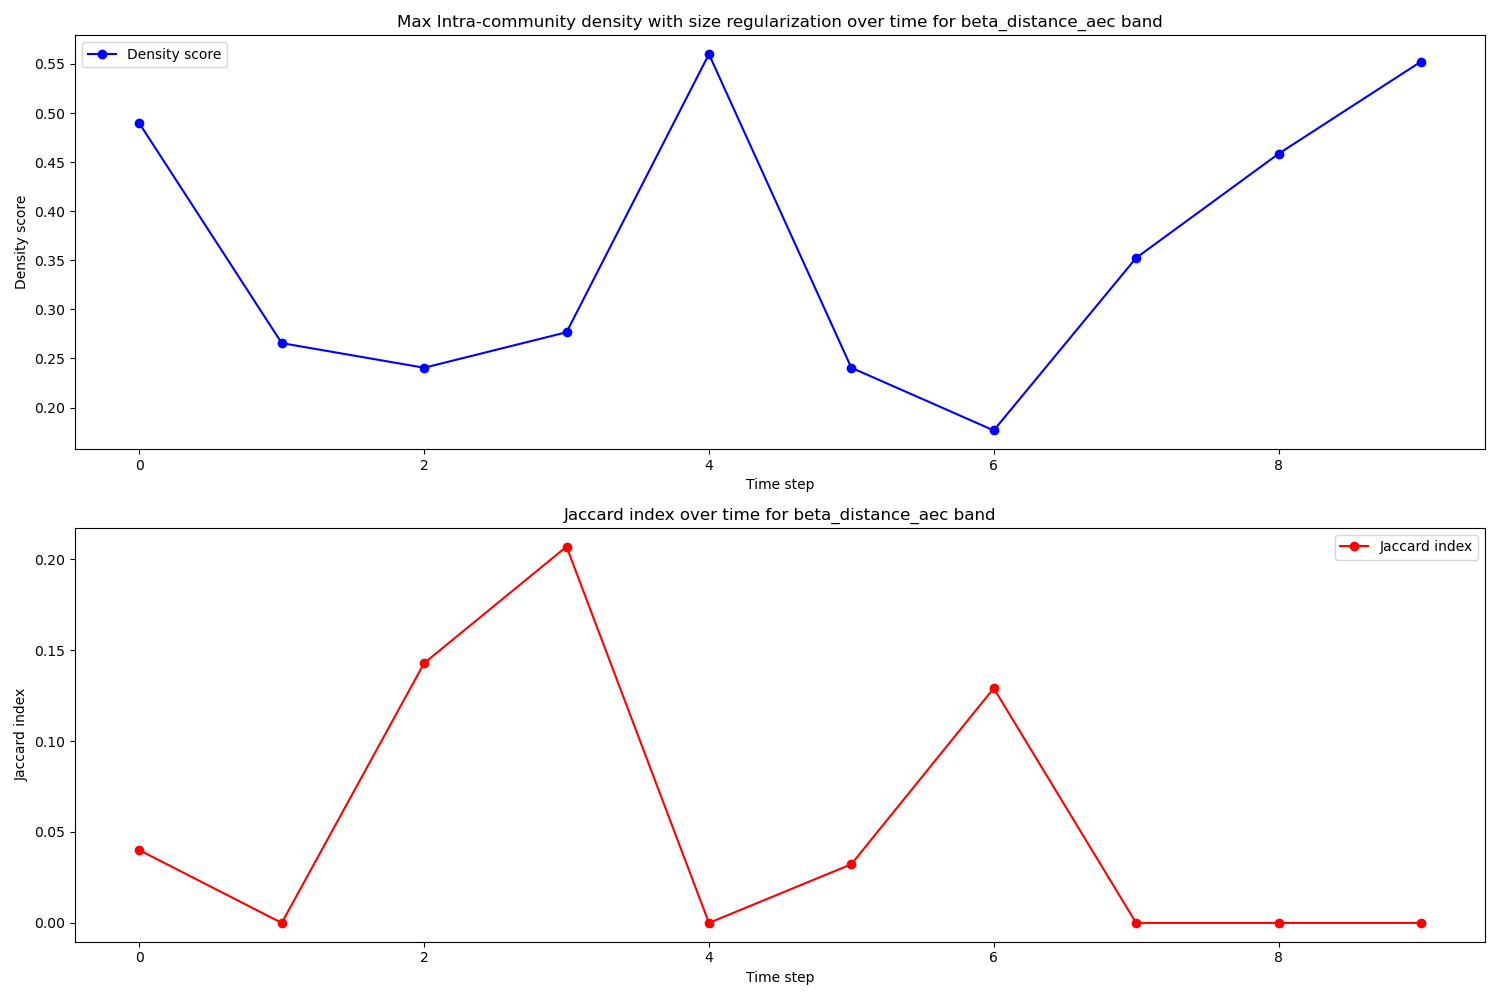 Max Intra-community density with size regularization over time for beta_distance_aec band
Density score
0.55
0.50
0.45
0.40
0.35
0.30
0.25
0.20
Density score
0 2 4 6 8
Time step
Jaccard index over time for beta_distance_aec band
Jaccard index
0.20
0.15
0.10
0.05
0.00
Jaccard index
0 2 4 6 8
Time step